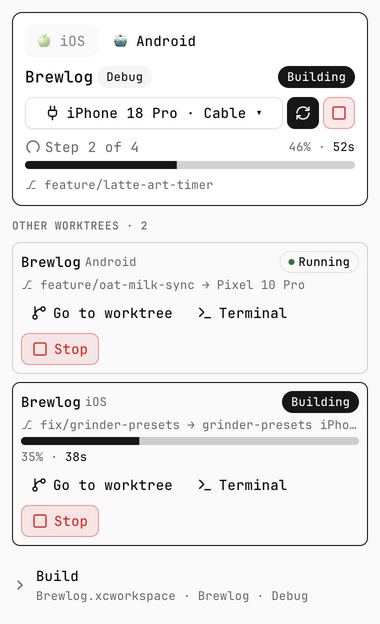 iOS Android
Brewlog Debug Building
iPhone 18 Pro · Cable
Step 2 of 4 46% · 52s
feature/latte-art-timer
OTHER WORKTREES · 2
Brewlog Android Running
feature/oat-milk-sync → Pixel 10 Pro
Go to worktree Terminal
Stop
Brewlog iOS Building
fix/grinder-presets → grinder-presets iPho…
35% · 38s
Go to worktree Terminal
Stop
Build
Brewlog.xcworkspace · Brewlog · Debug